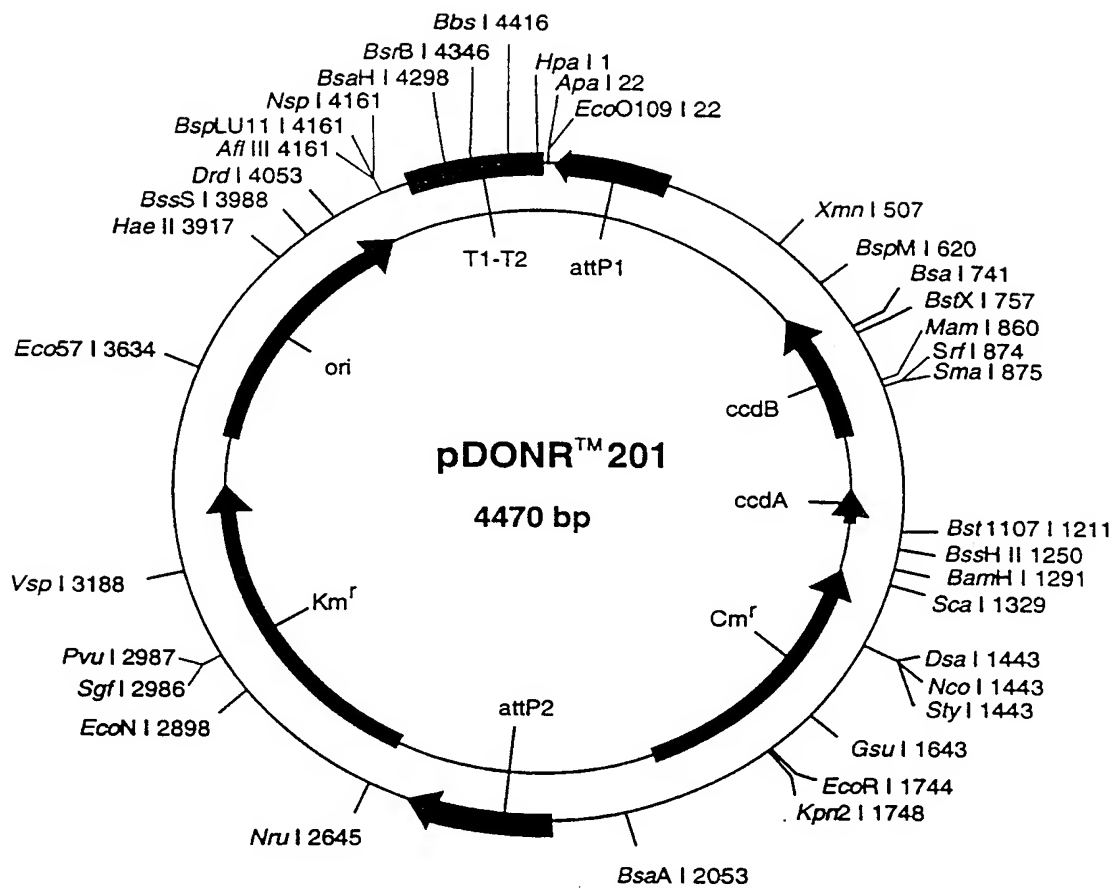 Bbs I 4416
BsrB I 4346
BsaH I 4298
Nsp I 4161
BspLU11 I 4161
Afl III 4161
Drd I 4053
BssS I 3988
Hae II 3917
Eco57 I 3634
Vsp I 3188
Pvu I 2987
Sgf I 2986
EcoN I 2898
Nru I 2645
Hpa I 1
Apa I 22
EcoO109 I 22
Xmn I 507
BspM I 620
Bsa I 741
BstX I 757
Mam I 860
Srf I 874
Sma I 875
Bst1107 I 1211
BssH II 1250
BamH I 1291
Sca I 1329
Dsa I 1443
Nco I 1443
Sty I 1443
Gsu I 1643
EcoR I 1744
Kpn2 I 1748
BsaA I 2053
T1-T2
attP1
ori
ccdB
pDONR™ 201
4470 bp
ccdA
Kmʳ
Cmʳ
attP2